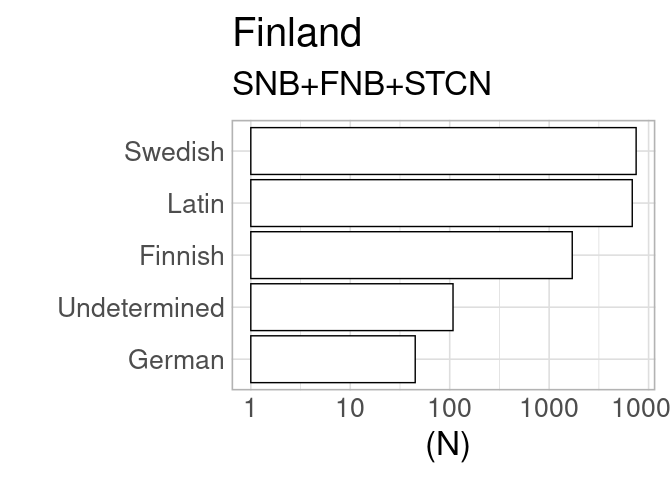 Finland
SNB+FNB+STCN
Swedish
Latin
Finnish
Undetermined
German
1 10 100 1000 1000
(N)